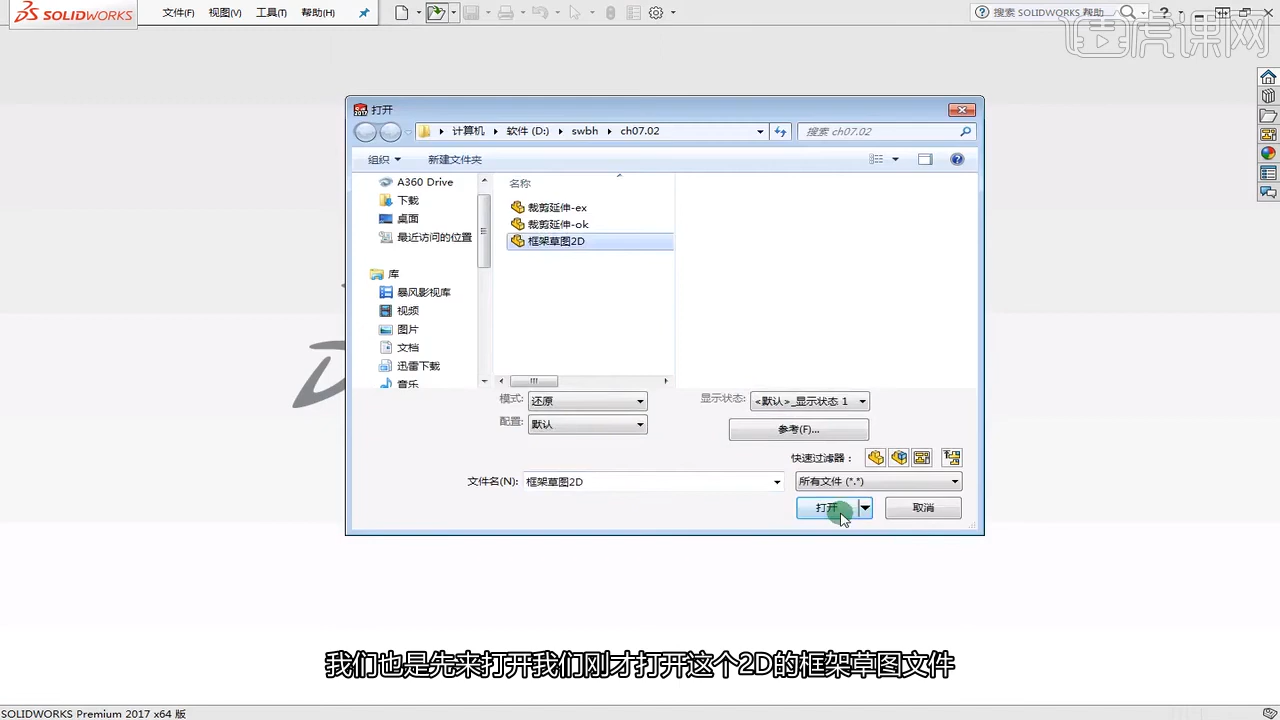 SOLIDWORKS 文件(F) 视图(V) 工具(T) 帮助(H) 搜索 SOLIDWORKS 帮助
虎课网
打开
计算机 软件 (D:) swbh ch07.02 搜索 ch07.02
组织 新建文件夹
A360 Drive
下载
桌面
最近访问的位置
库
暴风影视库
视频
图片
文档
迅雷下载
音乐
名称
裁剪延伸-ex
裁剪延伸-ok
框架草图2D
模式: 还原 显示状态: <默认>_显示状态 1
配置: 默认 参考(F)...
快速过滤器：
文件名(N): 框架草图2D 所有文件 (*.*)
打开 取消
我们也是先来打开我们刚才打开这个2D的框架草图文件
SOLIDWORKS Premium 2017 x64 版